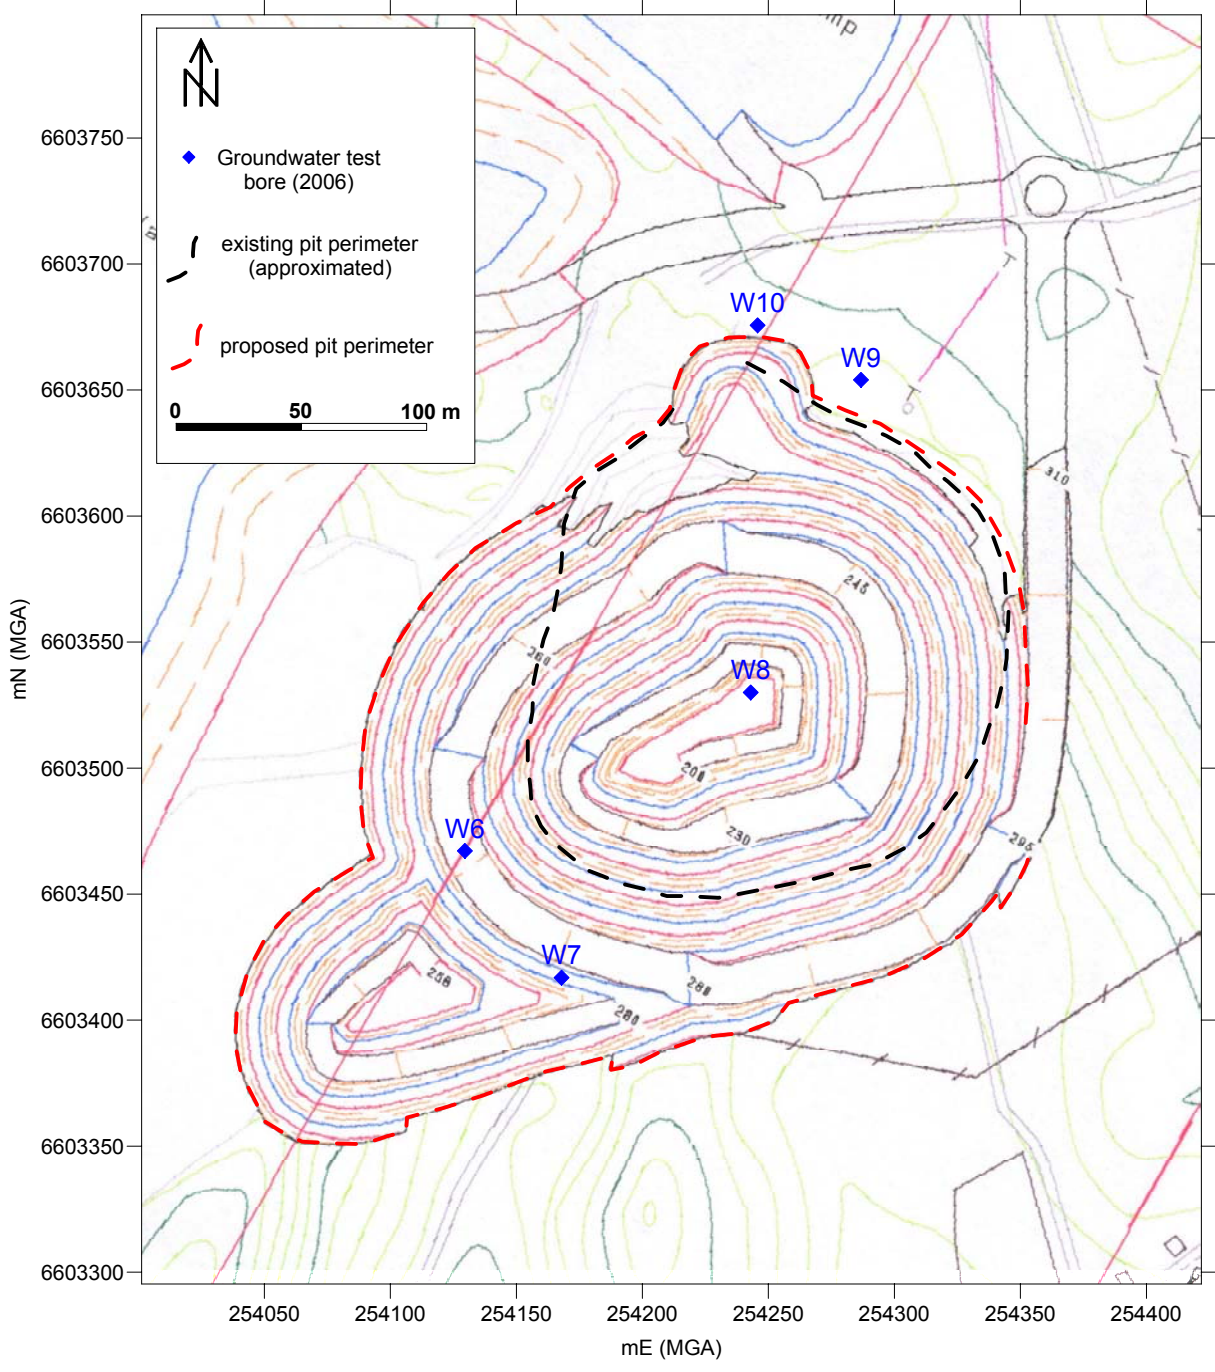 mp
N
Groundwater test
bore (2006)
existing pit perimeter
(approximated)
proposed pit perimeter
0 50 100 m
6603750
6603700
6603650
6603600
6603550
6603500
6603450
6603400
6603350
6603300
mN (MGA)
W10
W9
310
245
260
W8
200
230
W6
295
W7
250
280
280
254050 254100 254150 254200 254250 254300 254350 254400
mE (MGA)